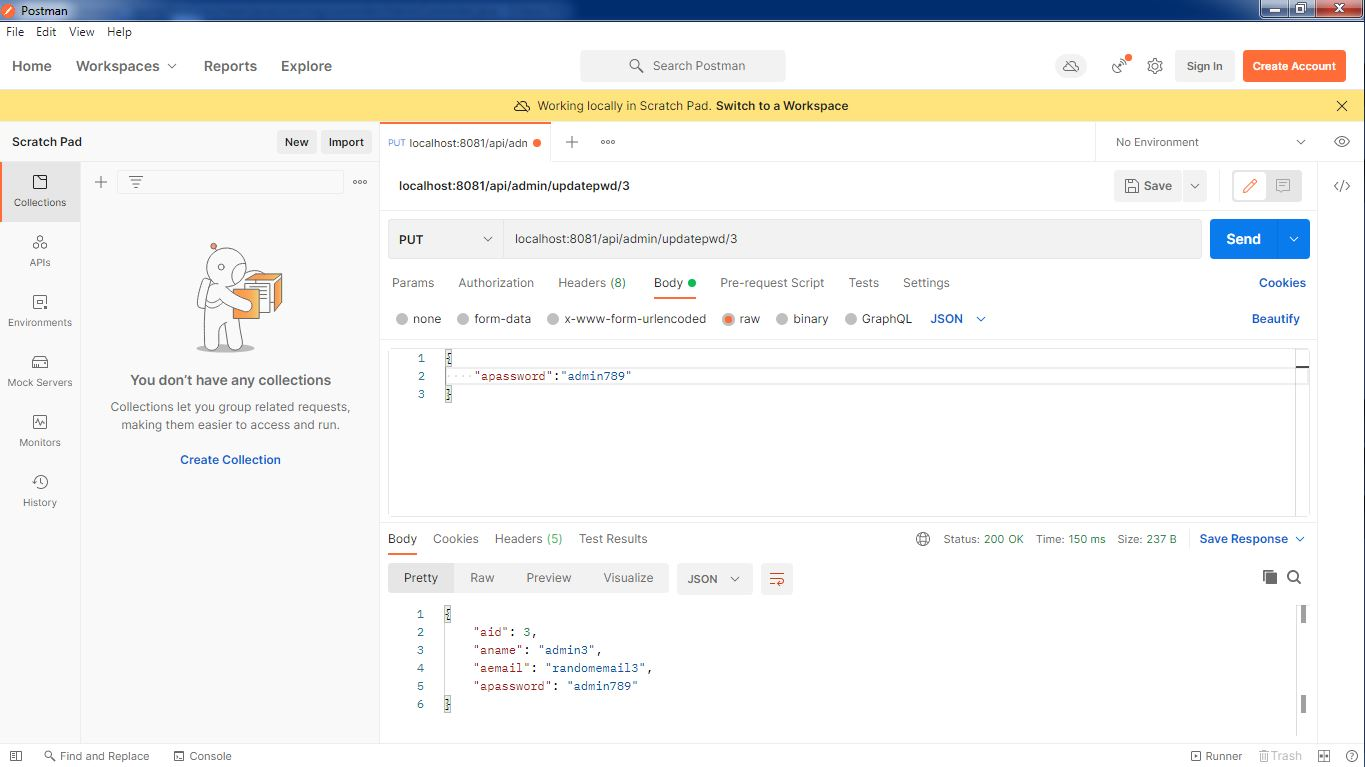 Postman
File Edit View Help
Home Workspaces Reports Explore Search Postman Sign In Create Account
Working locally in Scratch Pad. Switch to a Workspace
Scratch Pad New Import
PUT localhost:8081/api/adn
No Environment
localhost:8081/api/admin/updatepwd/3
Save
Collections
APIs
Environments
Mock Servers
Monitors
History
You don't have any collections
Collections let you group related requests,
making them easier to access and run.
Create Collection
PUT localhost:8081/api/admin/updatepwd/3 Send
Params Authorization Headers (8) Body Pre-request Script Tests Settings Cookies
none form-data x-www-form-urlencoded raw binary GraphQL JSON Beautify
1 {
2 "apassword":"admin789"
3 }
Body Cookies Headers (5) Test Results Status: 200 OK Time: 150 ms Size: 237 B Save Response
Pretty Raw Preview Visualize JSON
1 {
2 "aid": 3,
3 "aname": "admin3",
4 "aemail": "randomemail3",
5 "apassword": "admin789"
6 }
Find and Replace Console Runner Trash